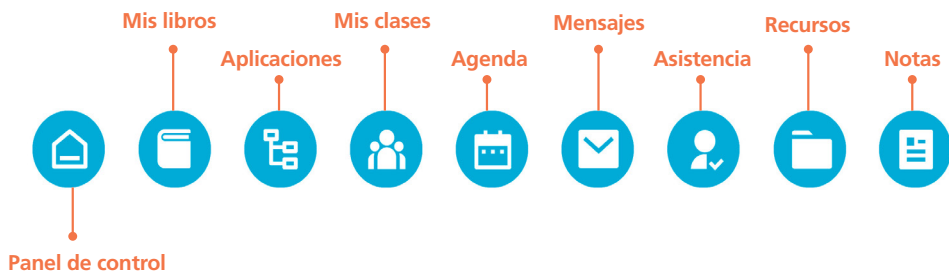 Mis libros
Mis clases
Mensajes
Recursos
Aplicaciones
Agenda
Asistencia
Notas
Panel de control